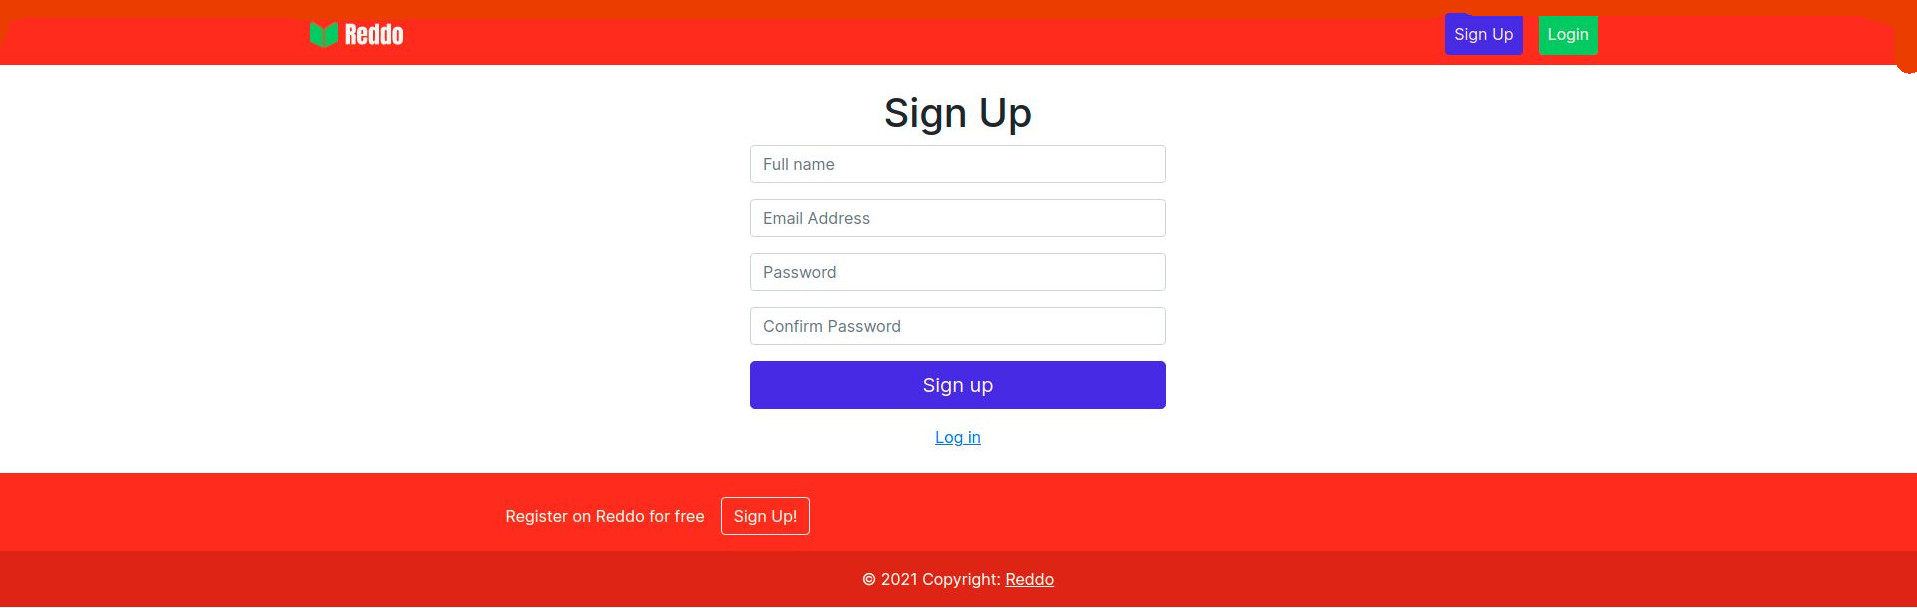 Reddo
Sign Up
Login
Sign Up
Full name
Email Address
Password
Confirm Password
Sign up
Log in
Register on Reddo for free
Sign Up!
© 2021 Copyright: Reddo